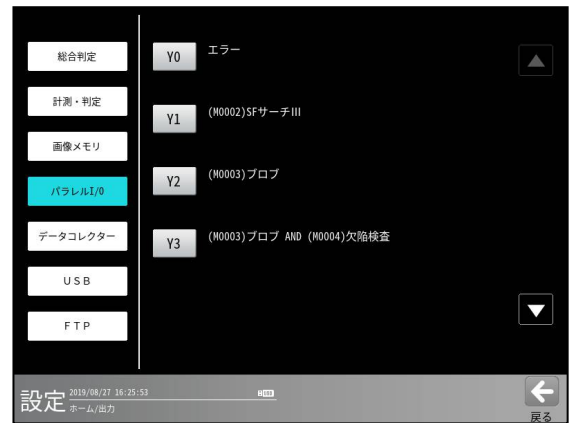 総合判定
計測・判定
画像メモリ
パラレルI/O
データコレクター
USB
FTP
Y0 エラー
Y1 (M0002)SFサーチIII
Y2 (M0003)ブロブ
Y3 (M0003)ブロブ AND (M0004)欠陥検査
設定 2019/08/27 16:25:53
ホーム/出力
戻る